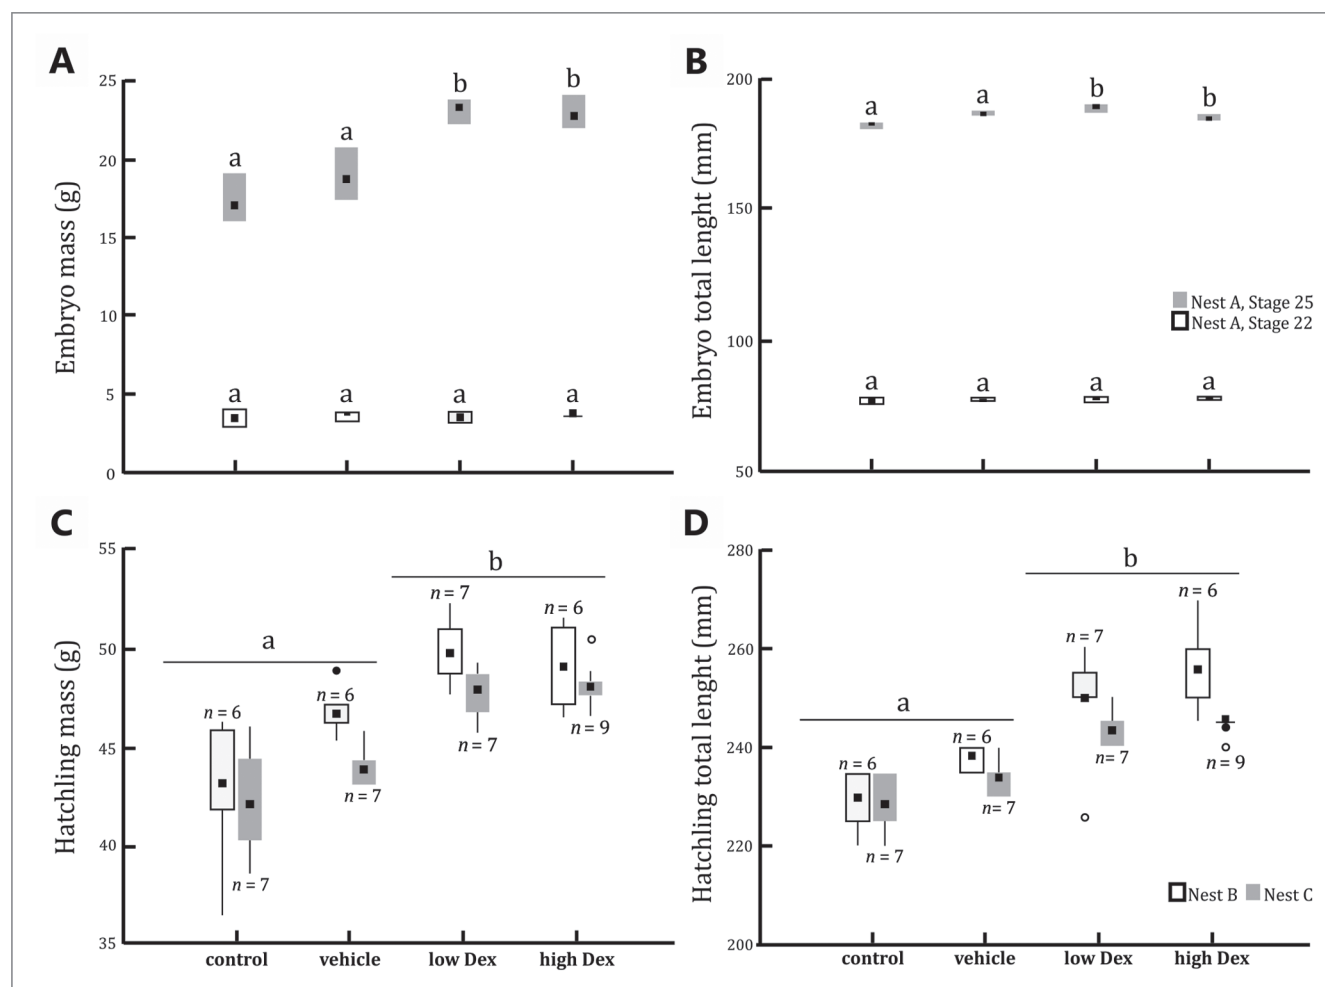 A
Embryo mass (g)
25
20
15
10
5
0
a
a
b
b
a
a
a
a
B
Embryo total lenght (mm)
200
150
100
50
a
a
b
b
a
a
a
a
Nest A, Stage 25
Nest A, Stage 22
C
Hatchling mass (g)
55
50
45
40
35
a
b
n = 6
n = 7
n = 6
n = 7
n = 7
n = 7
n = 6
n = 9
control vehicle low Dex high Dex
D
Hatchling total lenght (mm)
280
260
240
220
200
a
b
n = 6
n = 7
n = 6
n = 7
n = 7
n= 7
n = 6
n = 9
Nest B Nest C
control vehicle low Dex high Dex